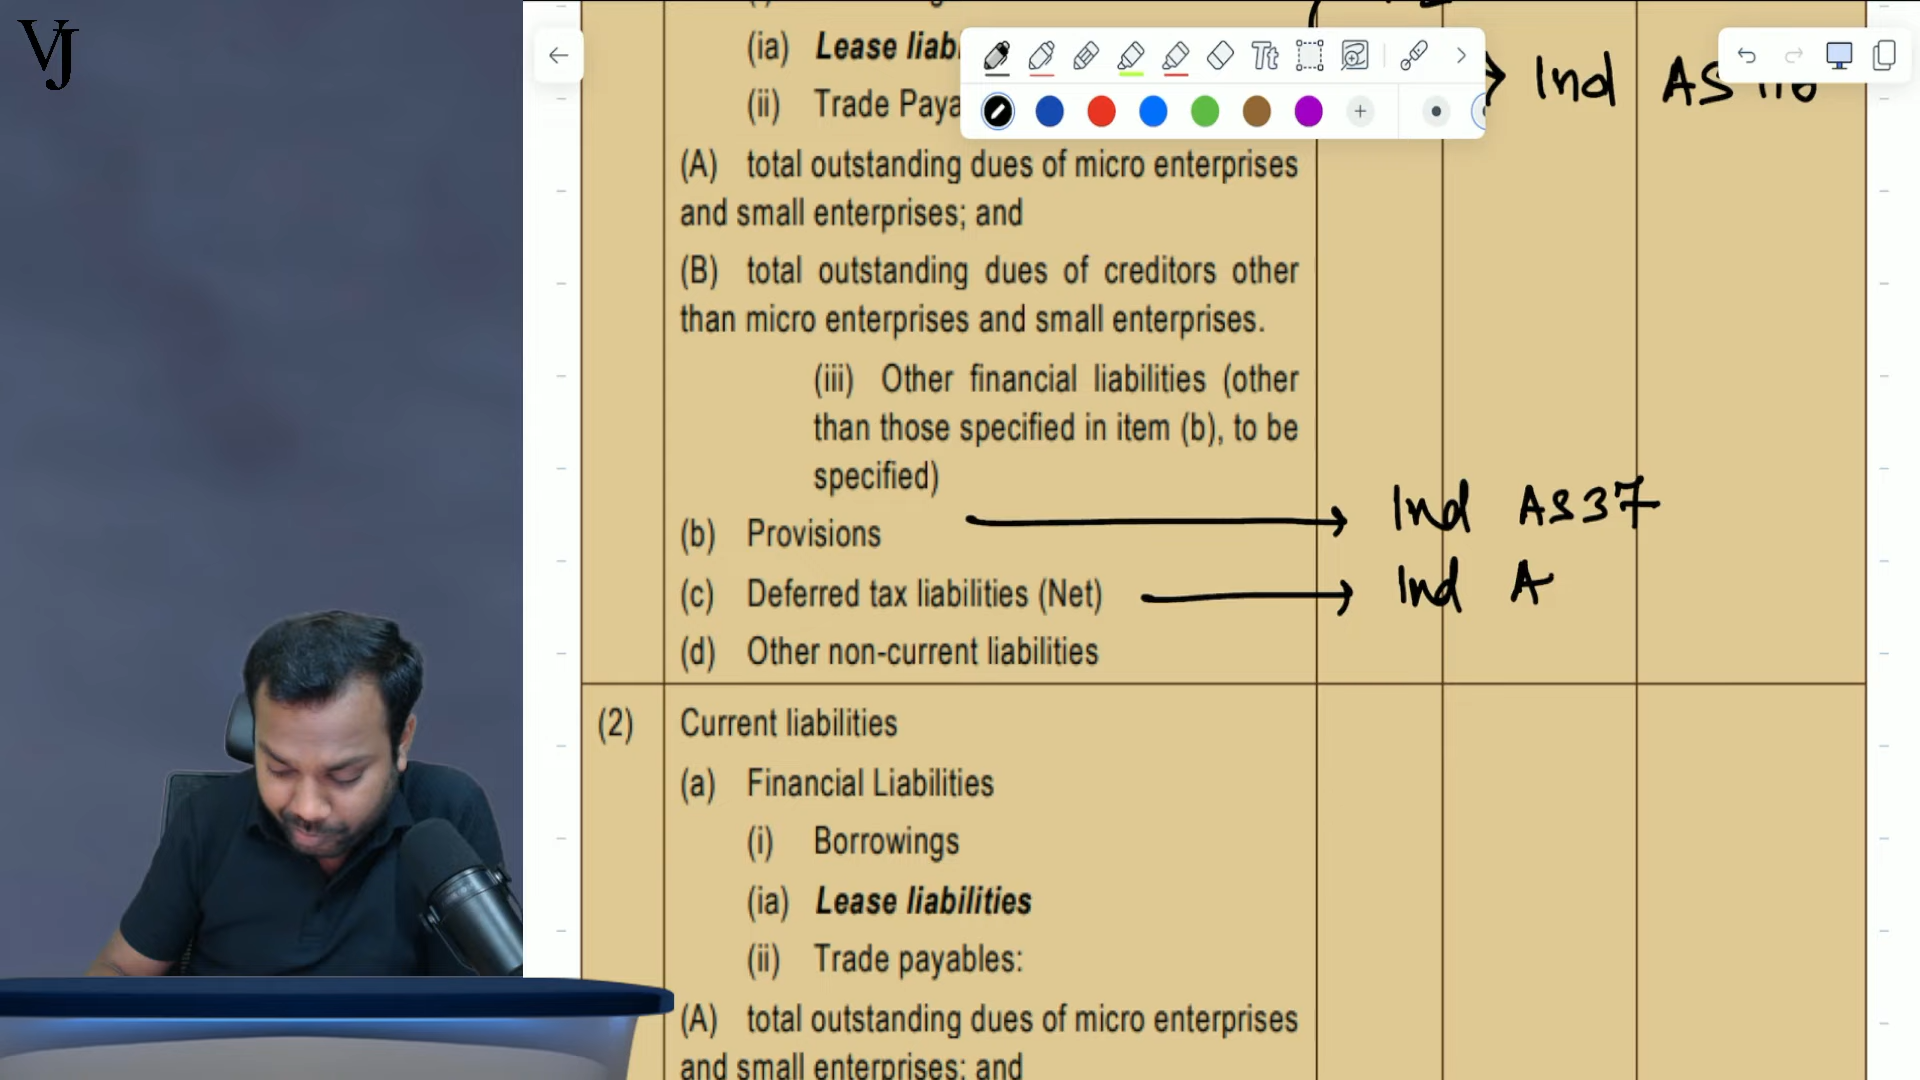 VJ
(ia) Lease liab
Ind AS 116
(ii) Trade Paya
Tt
(A) total outstanding dues of micro enterprises
and small enterprises; and
(B) total outstanding dues of creditors other
than micro enterprises and small enterprises.
(iii) Other financial liabilities (other
than those specified in item (b), to be
specified)
(b) Provisions → Ind AS 37
(c) Deferred tax liabilities (Net) → Ind A
(d) Other non-current liabilities
(2) Current liabilities
(a) Financial Liabilities
(i) Borrowings
(ia) Lease liabilities
(ii) Trade payables:
(A) total outstanding dues of micro enterprises
and small enterprises; and